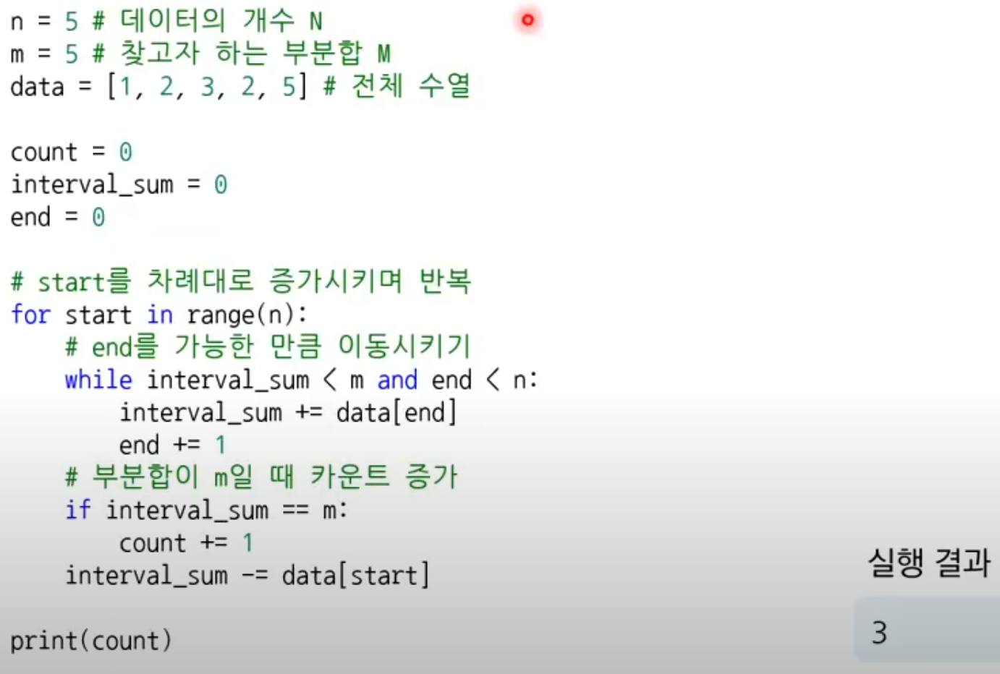 n = 5 # 데이터의 개수 N
m = 5 # 찾고자 하는 부분합 M
data = [1, 2, 3, 2, 5] # 전체 수열

count = 0
interval_sum = 0
end = 0

# start를 차례대로 증가시키며 반복
for start in range(n):
    # end를 가능한 만큼 이동시키기
    while interval_sum < m and end < n:
        interval_sum += data[end]
        end += 1
    # 부분합이 m일 때 카운트 증가
    if interval_sum == m:
        count += 1
    interval_sum -= data[start]

print(count)
실행 결과
3